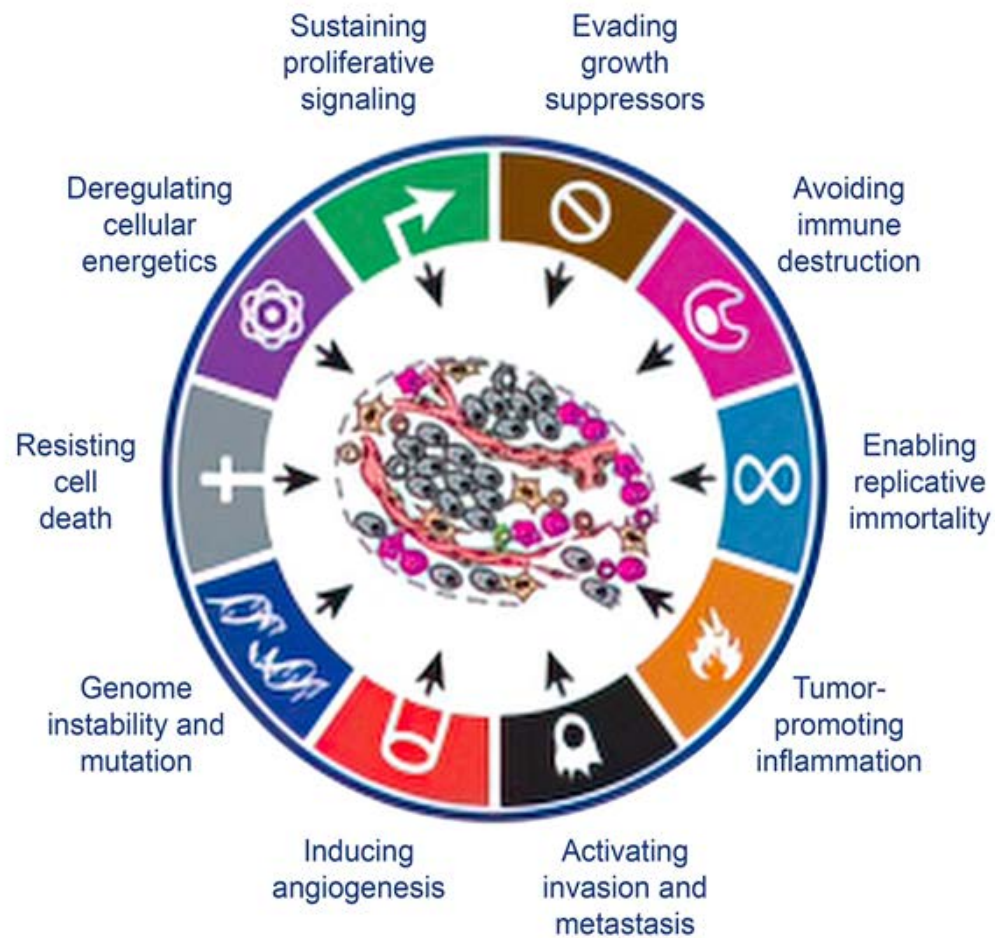 Sustaining
proliferative
signaling
Evading
growth
suppressors
Deregulating
cellular
energetics
Avoiding
immune
destruction
Resisting
cell
death
Enabling
replicative
immortality
Genome
instability and
mutation
Tumor-
promoting
inflammation
Inducing
angiogenesis
Activating
invasion and
metastasis